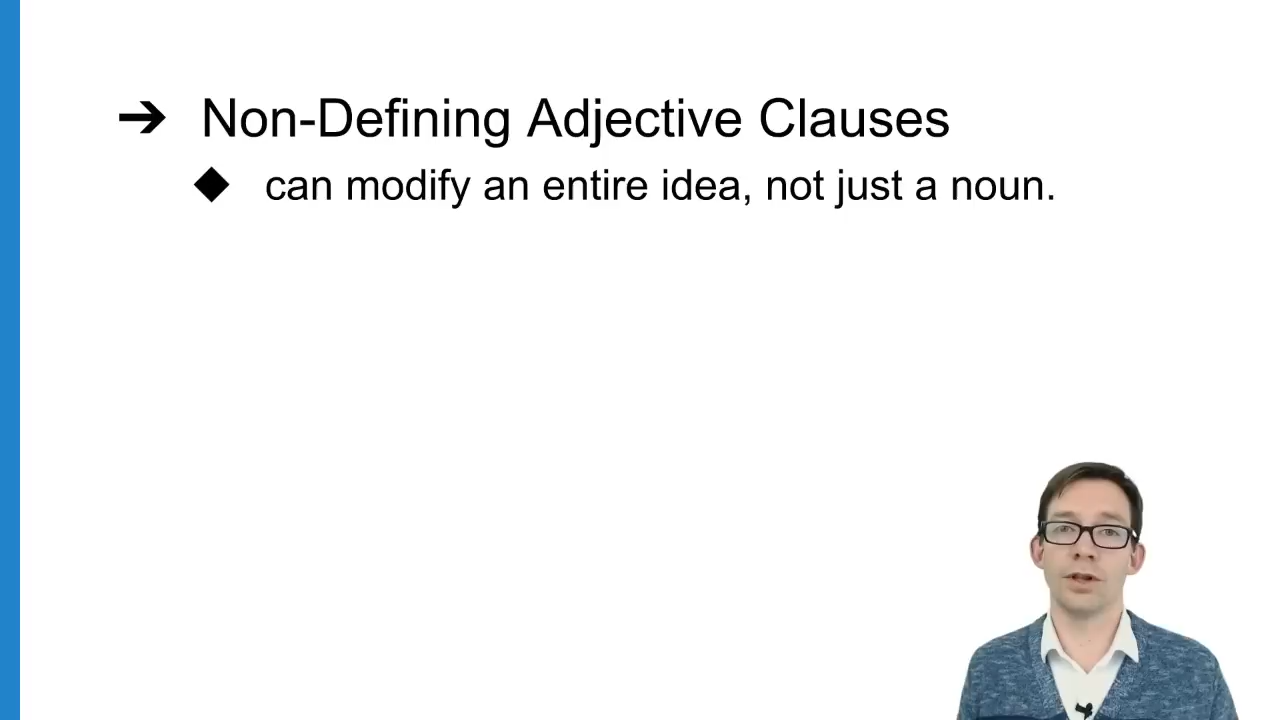 ➔ Non-Defining Adjective Clauses
◆ can modify an entire idea, not just a noun.